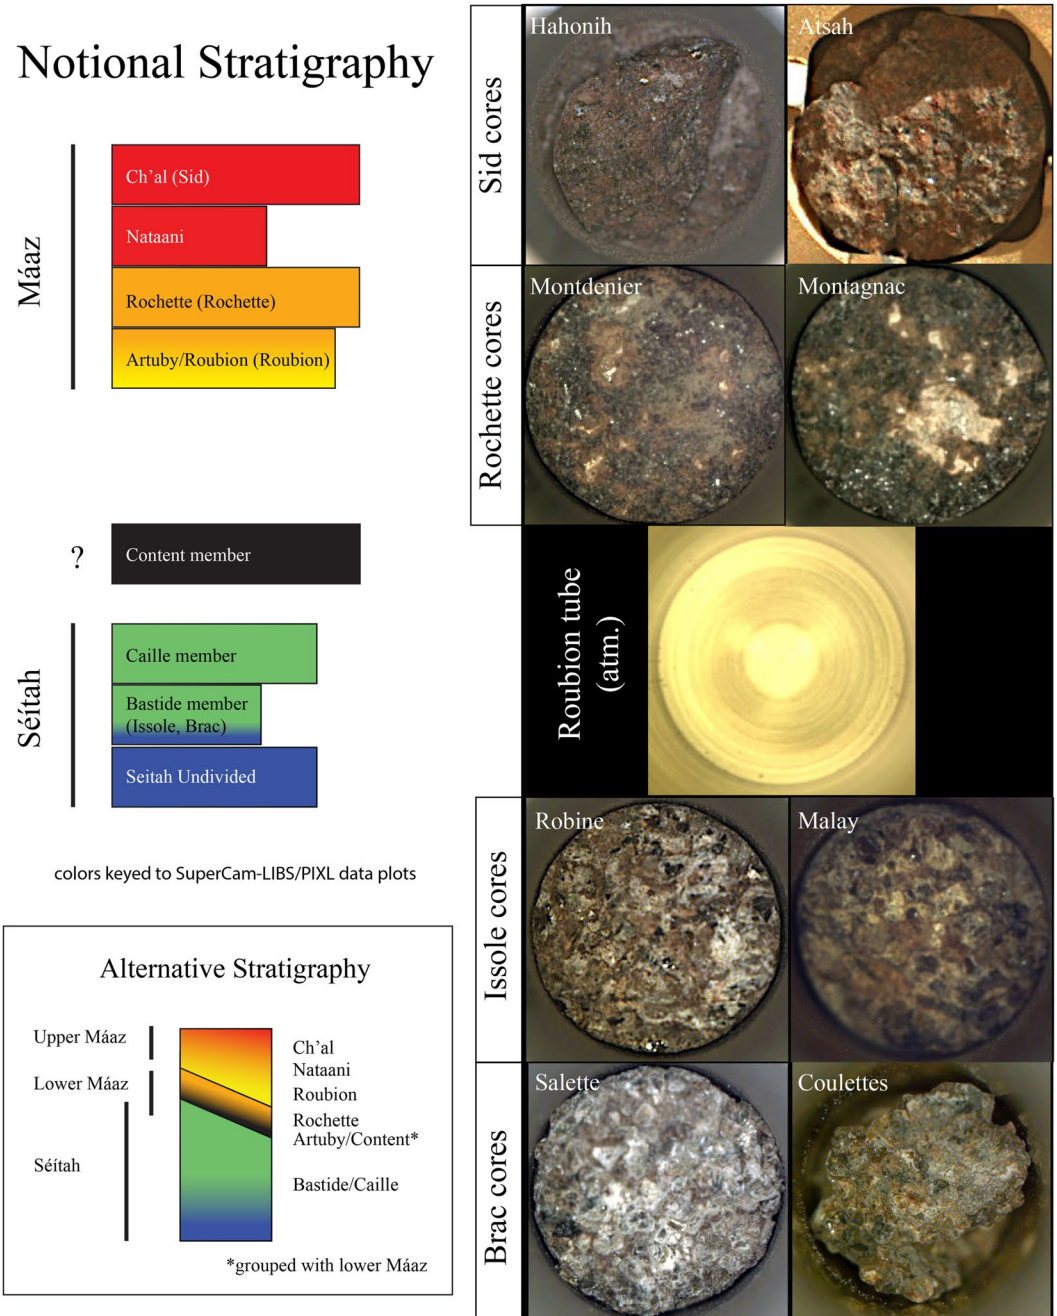 Notional Stratigraphy
Máaz
Ch’al (Sid)
Nataani
Rochette (Rochette)
Artuby/Roubion (Roubion)
?
Content member
Séítah
Caille member
Bastide member
(Issole, Brac)
Seitah Undivided
colors keyed to SuperCam-LIBS/PIXL data plots
Alternative Stratigraphy
Upper Máaz
Lower Máaz
Séítah
Ch’al
Nataani
Roubion
Rochette
Artuby/Content*
Bastide/Caille
*grouped with lower Máaz
Sid cores
Hahonih
Atsah
Rochette cores
Montdenier
Montagnac
Roubion tube
(atm.)
Issole cores
Robine
Malay
Brac cores
Salette
Coulettes